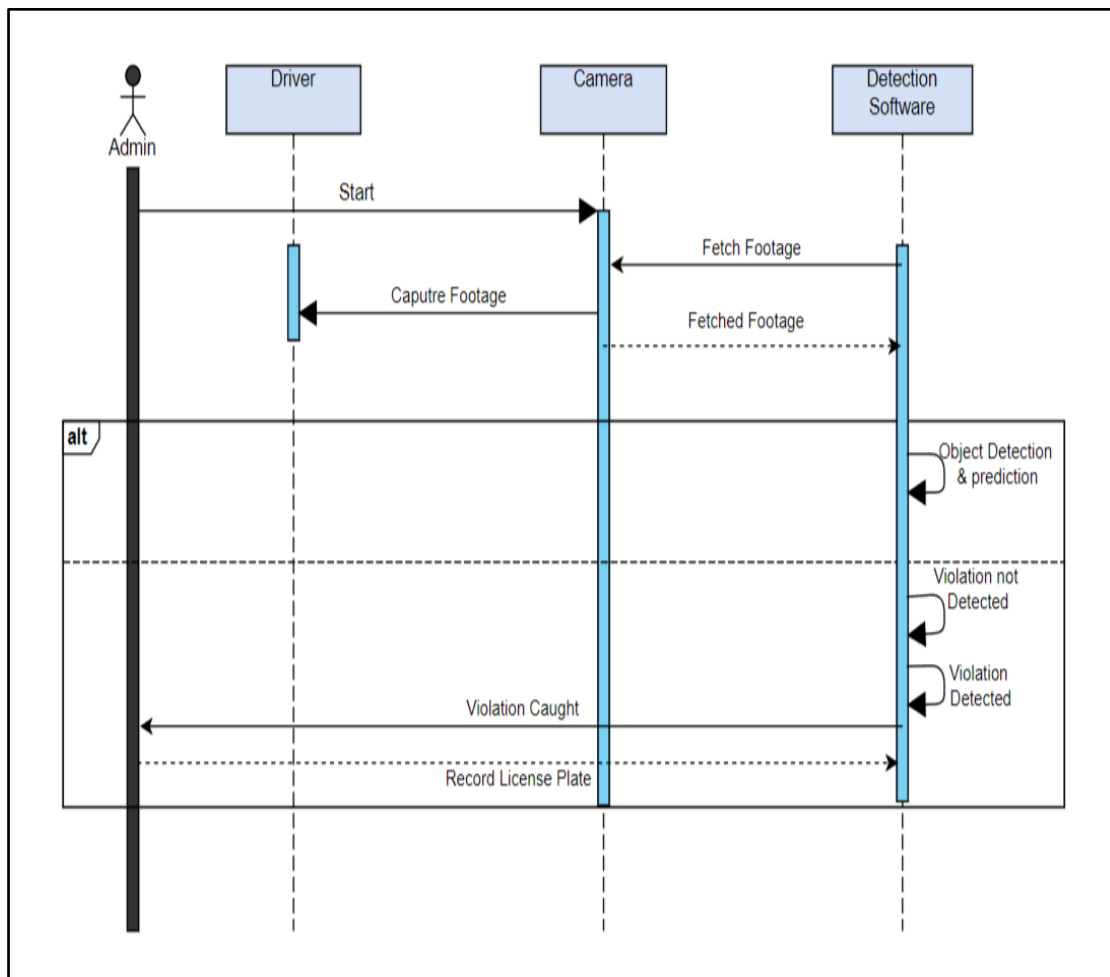 Driver
Camera
Detection
Software
Admin
Start
Fetch Footage
Caputre Footage
Fetched Footage
alt
Object Detection
& prediction
Violation not
Detected
Violation
Detected
Violation Caught
Record License Plate